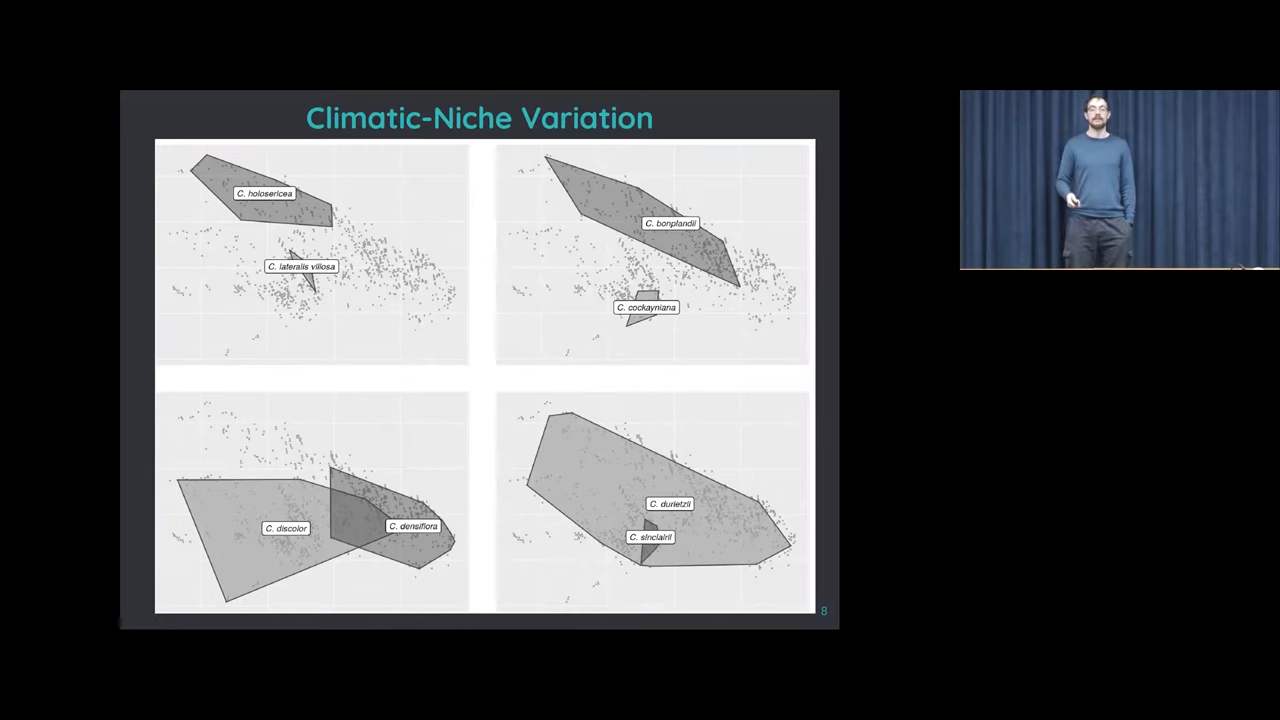 Climatic-Niche Variation
C. holosericea
C. lateralis villosa
C. bonplandii
C. cockayniana
C. discolor
C. densiflora
C. durietzii
C. sinclairii
8